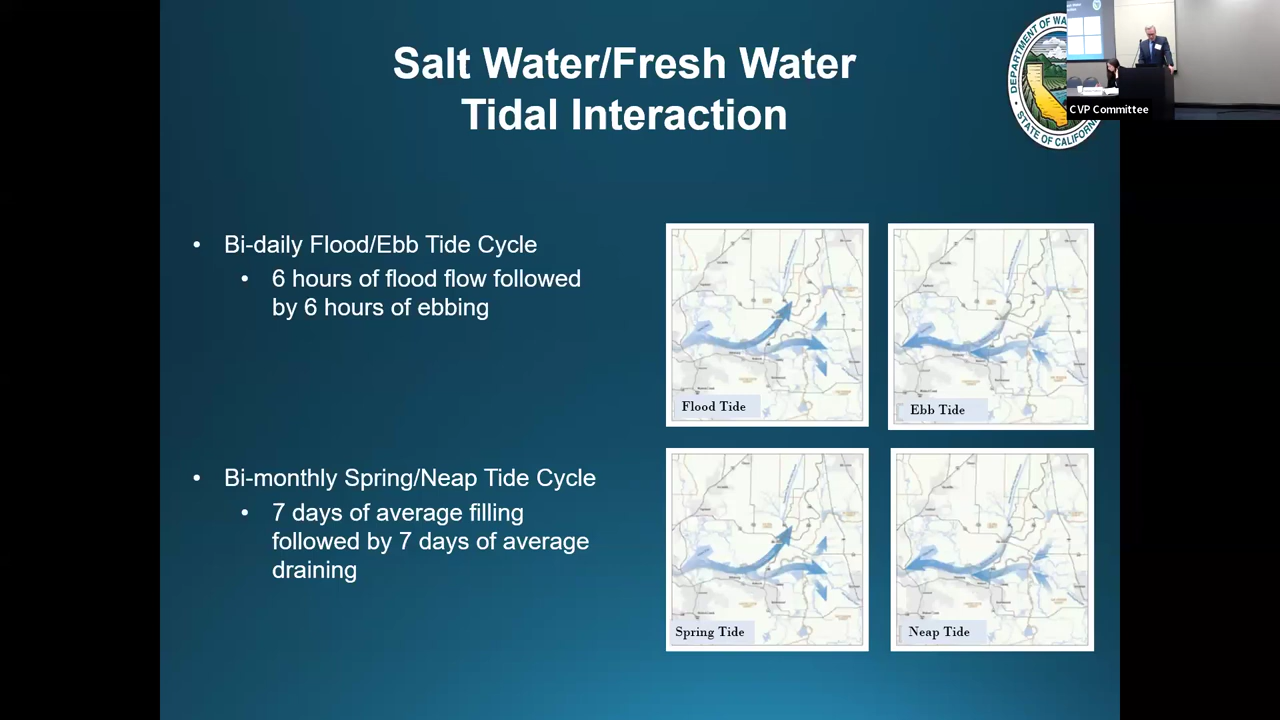 Salt Water/Fresh Water
Tidal Interaction
DEPARTMENT OF WA
STATE OF CALIFOR
CVP Committee
• Bi-daily Flood/Ebb Tide Cycle
• 6 hours of flood flow followed
by 6 hours of ebbing
Flood Tide
Ebb Tide
• Bi-monthly Spring/Neap Tide Cycle
• 7 days of average filling
followed by 7 days of average
draining
Spring Tide
Neap Tide